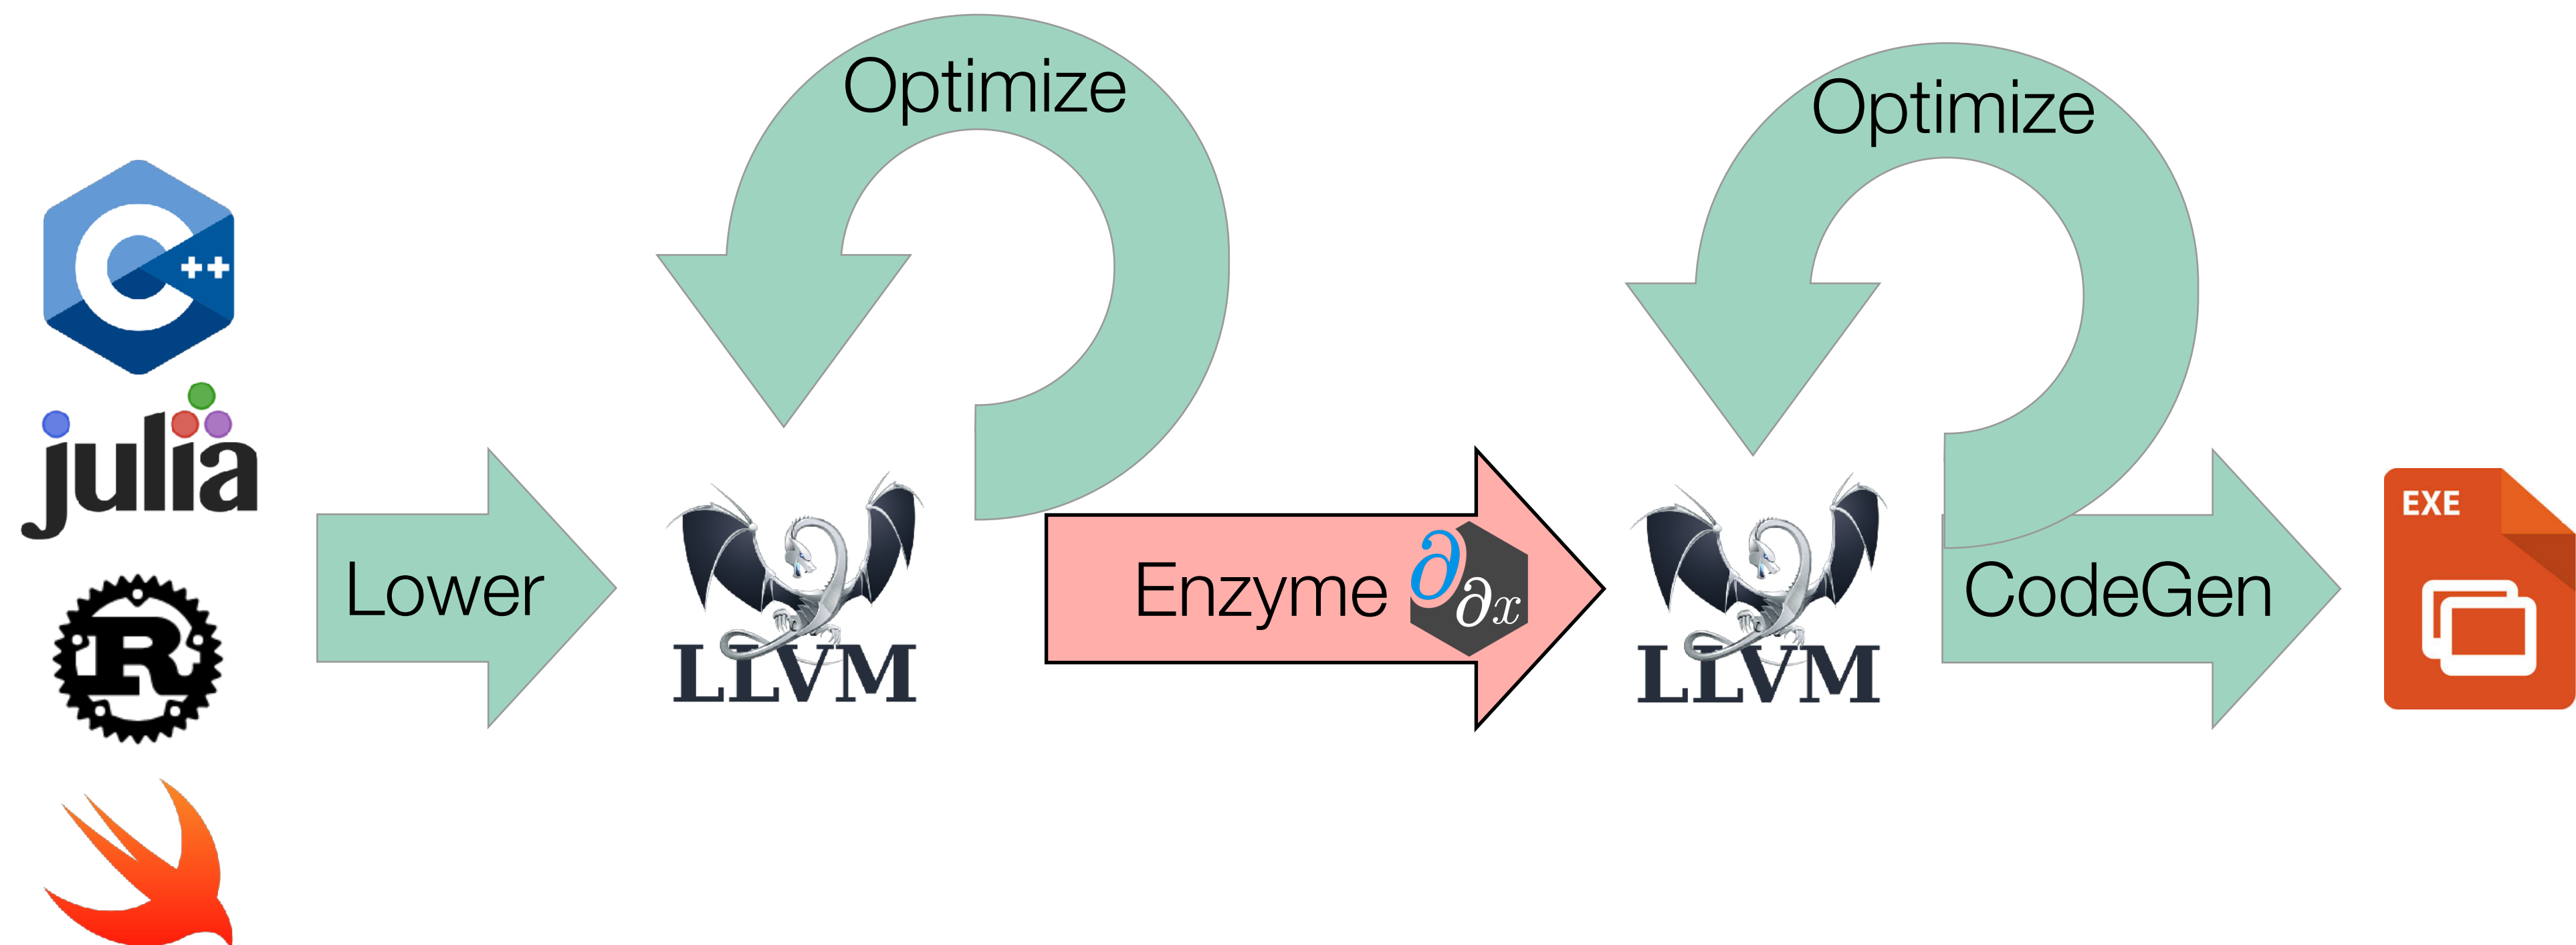 Optimize
Optimize
C++
julia
R
Lower
LLVM
Enzyme ∂ ∂x
LLVM
CodeGen
EXE